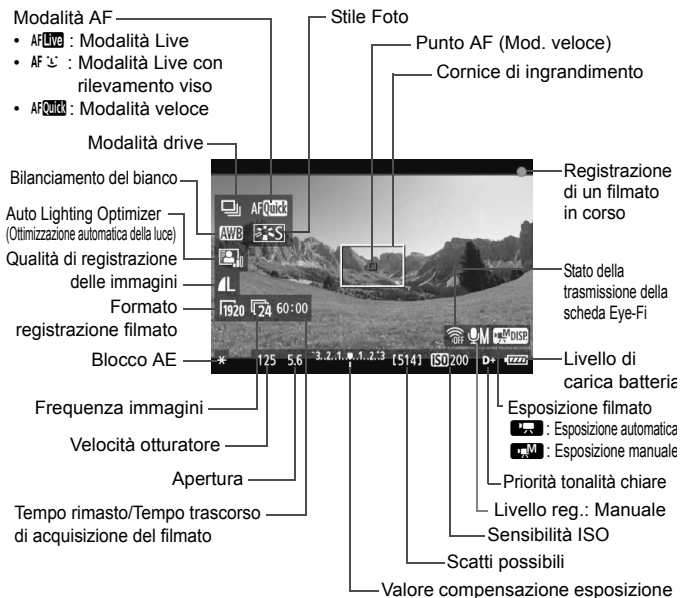 Modalità AF
• AF Live : Modalità Live
• AF : Modalità Live con
rilevamento viso
• AF Quick : Modalità veloce
Stile Foto
Punto AF (Mod. veloce)
Cornice di ingrandimento
Modalità drive
Bilanciamento del bianco
Auto Lighting Optimizer
(Ottimizzazione automatica della luce)
Qualità di registrazione
delle immagini
Formato
registrazione filmato
Blocco AE
Frequenza immagini
Velocità otturatore
Apertura
Tempo rimasto/Tempo trascorso
di acquisizione del filmato
AF Quick
AWB
S
L
1920 24 60:00
OFF M M DISP.
* 125 5.6 -3..2..1..0..1..2..+3 [514] ISO 200 D+
Registrazione
di un filmato
in corso
Stato della
trasmissione della
scheda Eye-Fi
Livello di
carica batteria
Esposizione filmato
: Esposizione automatica
M : Esposizione manuale
Priorità tonalità chiare
Livello reg.: Manuale
Sensibilità ISO
Scatti possibili
Valore compensazione esposizione